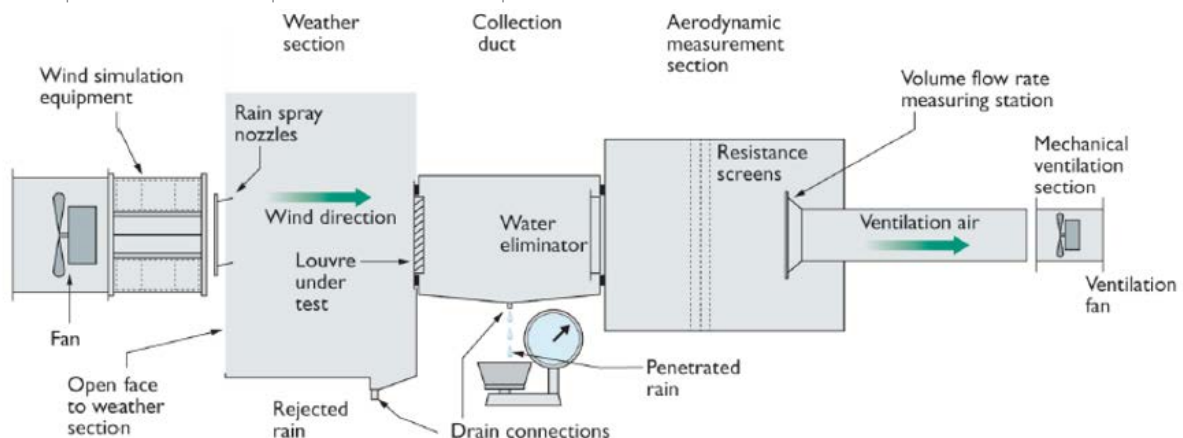 Weather
section
Collection
duct
Aerodynamic
measurement
section
Wind simulation
equipment
Rain spray
nozzles
Volume flow rate
measuring station
Mechanical
ventilation
section
Resistance
screens
Wind direction
Water
eliminator
Ventilation air
Louvre
under
test
Ventilation
fan
Fan
Open face
to weather
section
Penetrated
rain
Rejected
rain
Drain connections